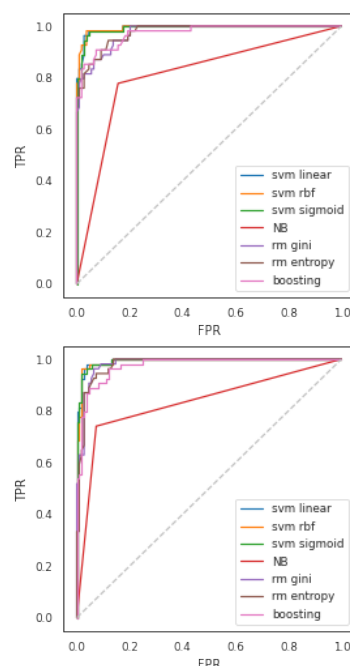 1.0
0.8
0.6
0.4
0.2
0.0
TPR
svm linear
svm rbf
svm sigmoid
NB
rm gini
rm entropy
boosting
0.0 0.2 0.4 0.6 0.8 1.0
FPR
1.0
0.8
0.6
0.4
0.2
0.0
TPR
svm linear
svm rbf
svm sigmoid
NB
rm gini
rm entropy
boosting
0.0 0.2 0.4 0.6 0.8 1.0
FPR